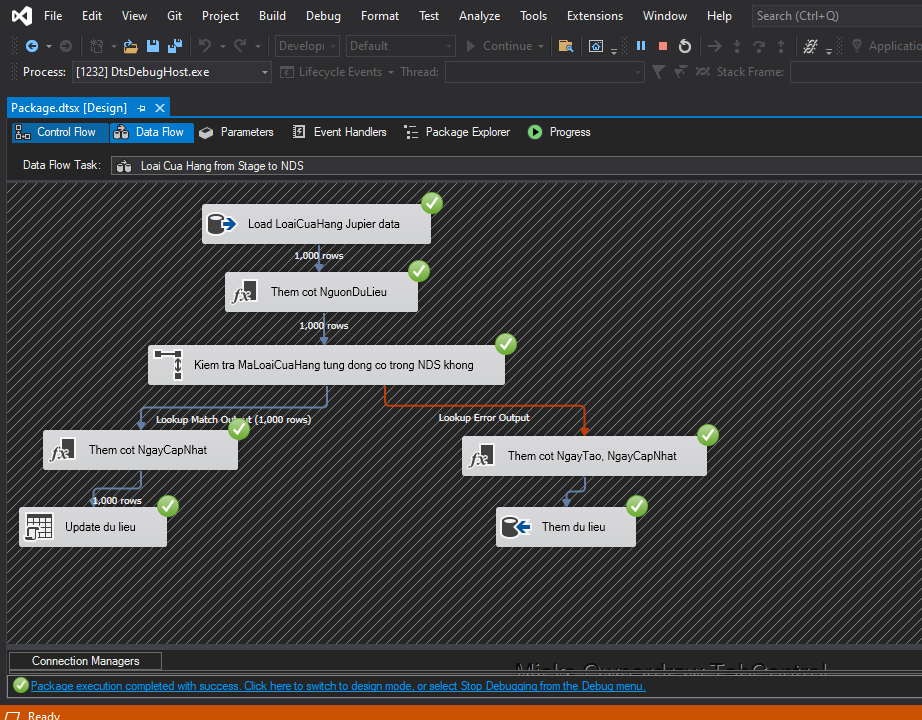 File Edit View Git Project Build Debug Format Test Analyze Tools Extensions Window Help Search (Ctrl+Q)
Develop Default Continue Applicatio
Process: [1232] DtsDebugHost.exe Lifecycle Events Thread: Stack Frame:
Package.dtsx [Design]
Control Flow Data Flow Parameters Event Handlers Package Explorer Progress
Data Flow Task: Loai Cua Hang from Stage to NDS
Load LoaiCuaHang Jupier data
1,000 rows
Them cot NguonDuLieu
1,000 rows
Kiem tra MaLoaiCuaHang tung dong co trong NDS khong
Lookup Match Output (1,000 rows)
Lookup Error Output
Them cot NgayCapNhat
Them cot NgayTao, NgayCapNhat
1,000 rows
Update du lieu
Them du lieu
Connection Managers
Package execution completed with success. Click here to switch to design mode, or select Stop Debugging from the Debug menu.
Ready